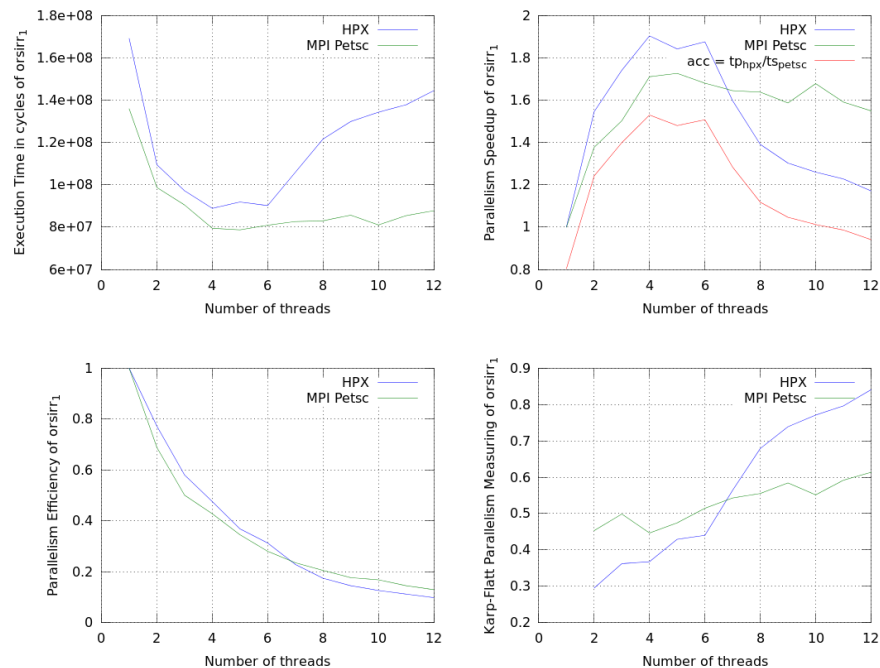 Execution Time in cycles of orsirr₁
1.8e+08
1.6e+08
1.4e+08
1.2e+08
1e+08
8e+07
6e+07
0 2 4 6 8 10 12
Number of threads
HPX
MPI Petsc
Parallelism Speedup of orsirr₁
2
1.8
1.6
1.4
1.2
1
0.8
0 2 4 6 8 10 12
Number of threads
HPX
MPI Petsc
acc = tp_hpx/ts_petsc
Parallelism Efficiency of orsirr₁
1
0.8
0.6
0.4
0.2
0
0 2 4 6 8 10 12
Number of threads
HPX
MPI Petsc
Karp-Flatt Parallelism Measuring of orsirr₁
0.9
0.8
0.7
0.6
0.5
0.4
0.3
0.2
0 2 4 6 8 10 12
Number of threads
HPX
MPI Petsc